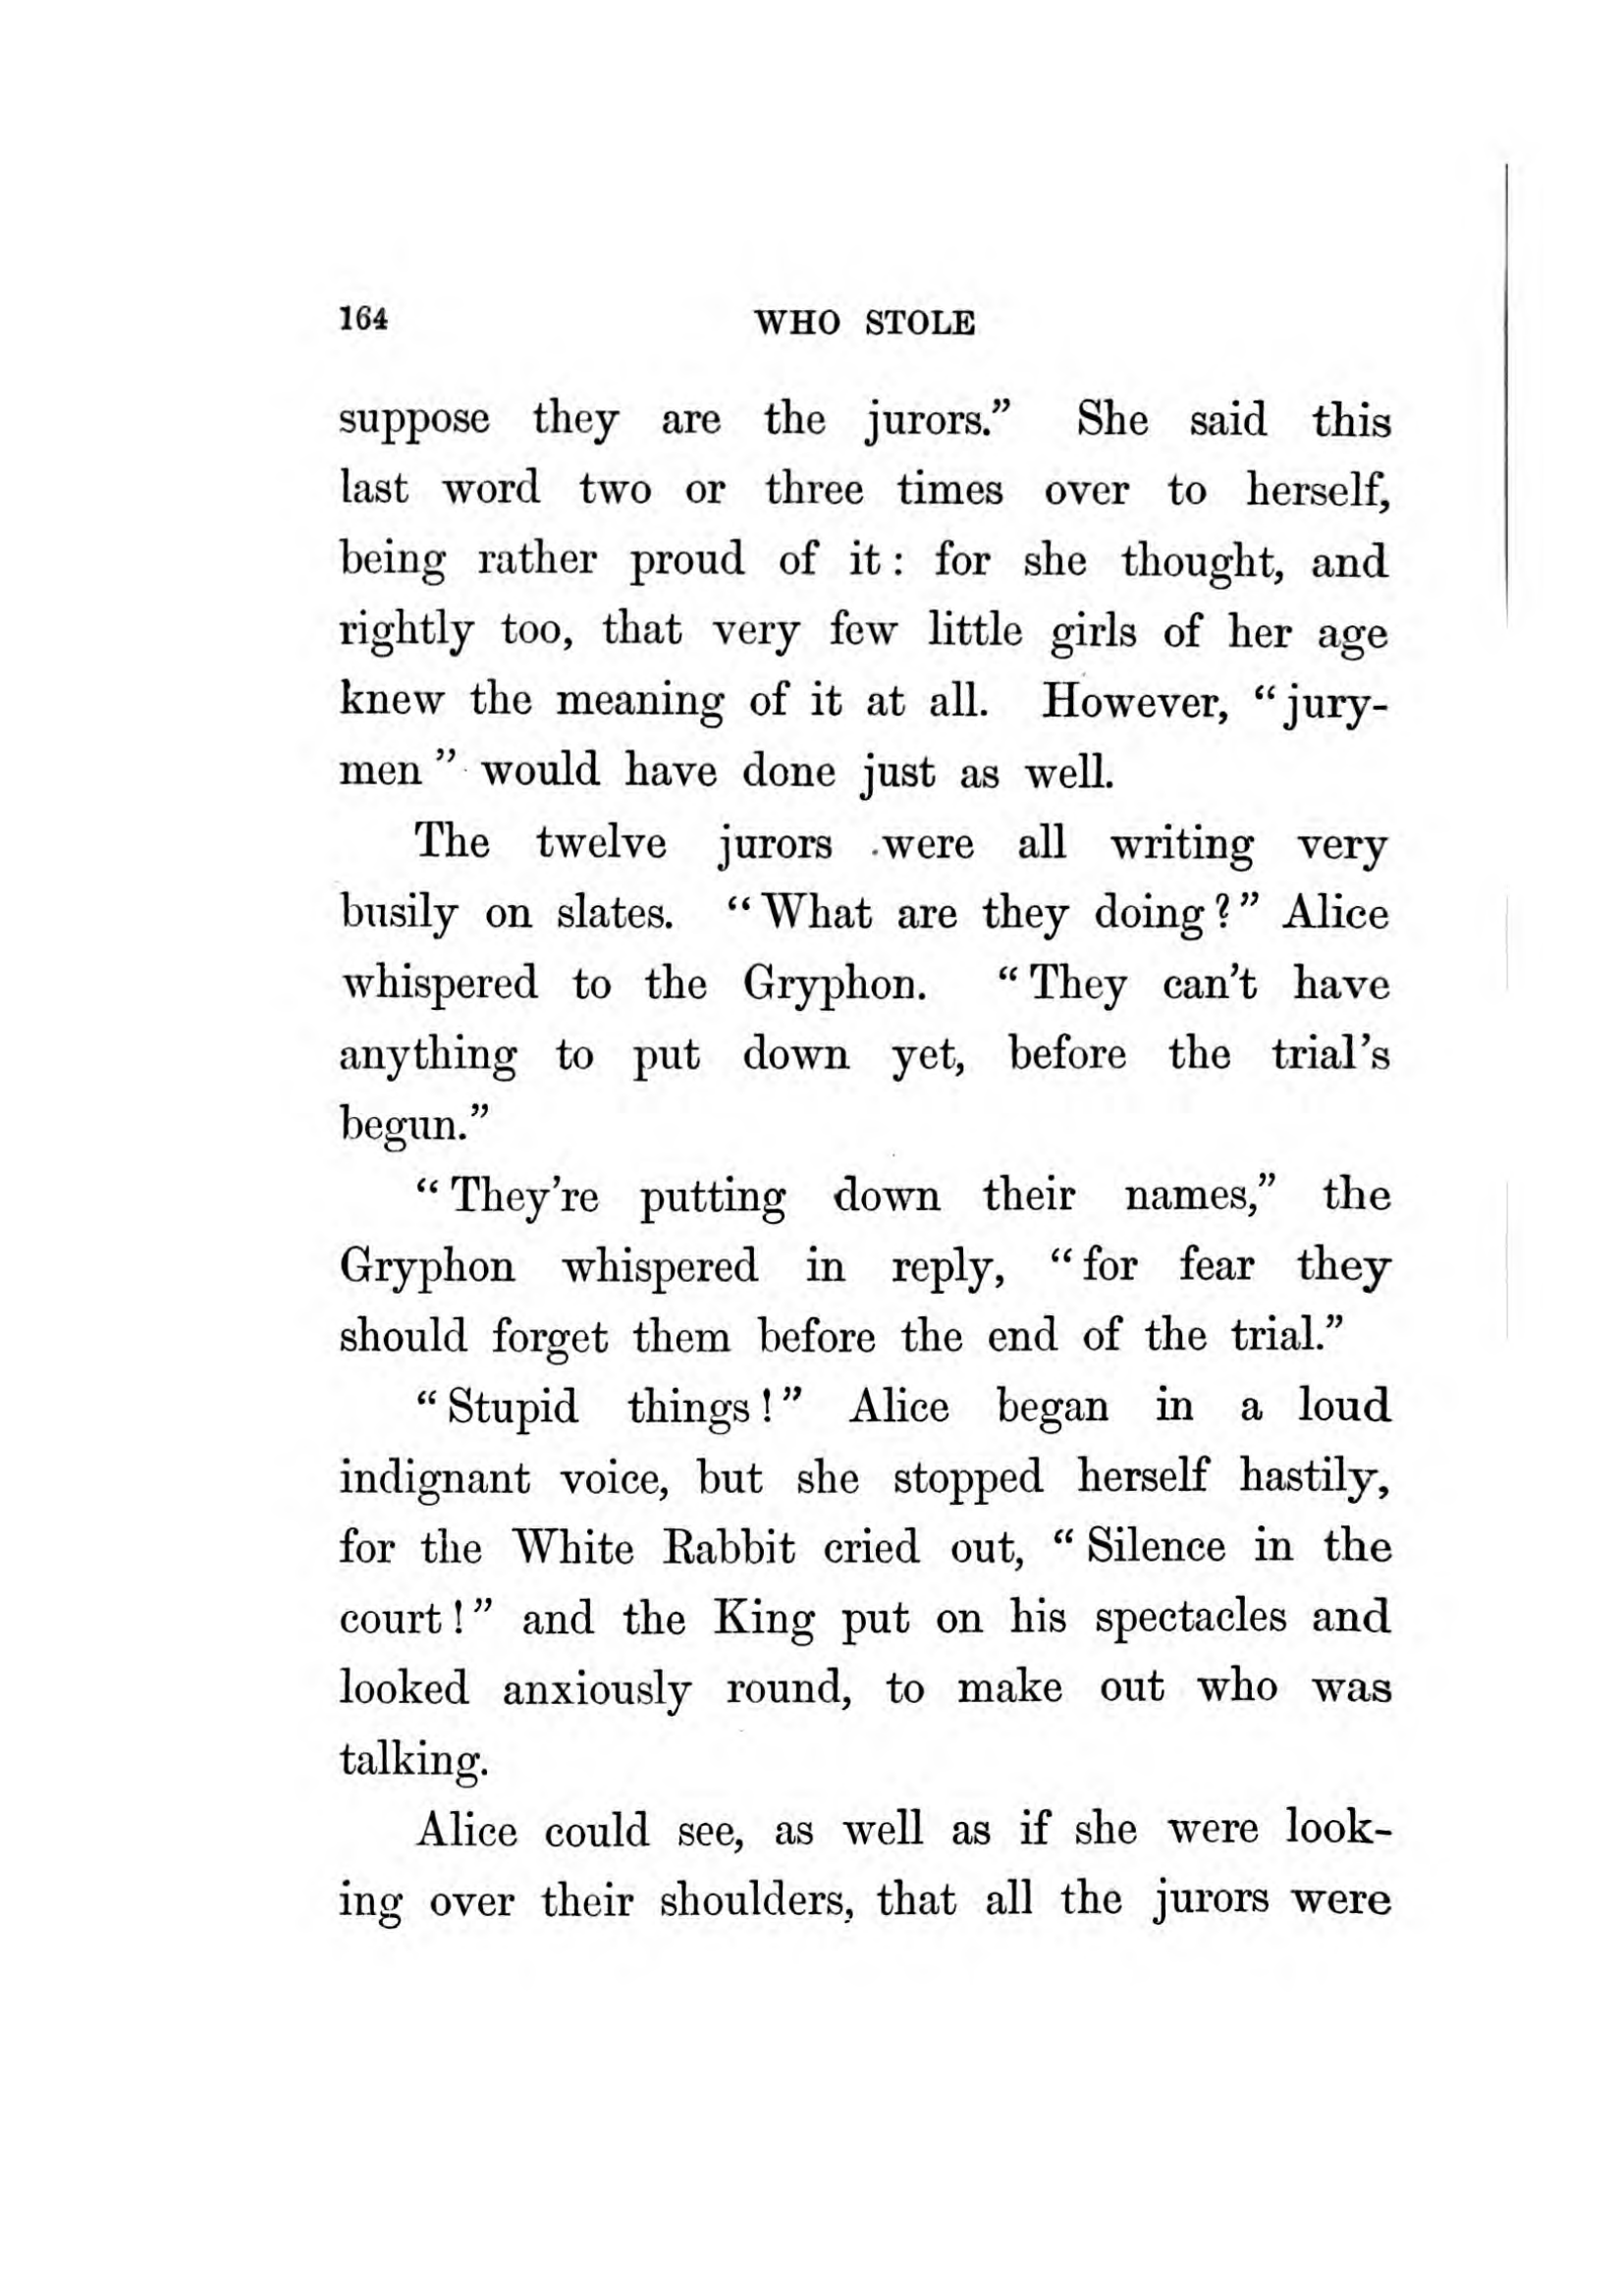 164 WHO STOLE
suppose they are the jurors.” She said this
last word two or three times over to herself,
being rather proud of it: for she thought, and
rightly too, that very few little girls of her age
knew the meaning of it at all. However, “jury-
men” would have done just as well.
The twelve jurors were all writing very
busily on slates. “What are they doing?” Alice
whispered to the Gryphon. “They can’t have
anything to put down yet, before the trial’s
begun.”
“They’re putting down their names,” the
Gryphon whispered in reply, “for fear they
should forget them before the end of the trial.”
“Stupid things!” Alice began in a loud
indignant voice, but she stopped herself hastily,
for the White Rabbit cried out, “Silence in the
court!” and the King put on his spectacles and
looked anxiously round, to make out who was
talking.
Alice could see, as well as if she were look-
ing over their shoulders, that all the jurors were